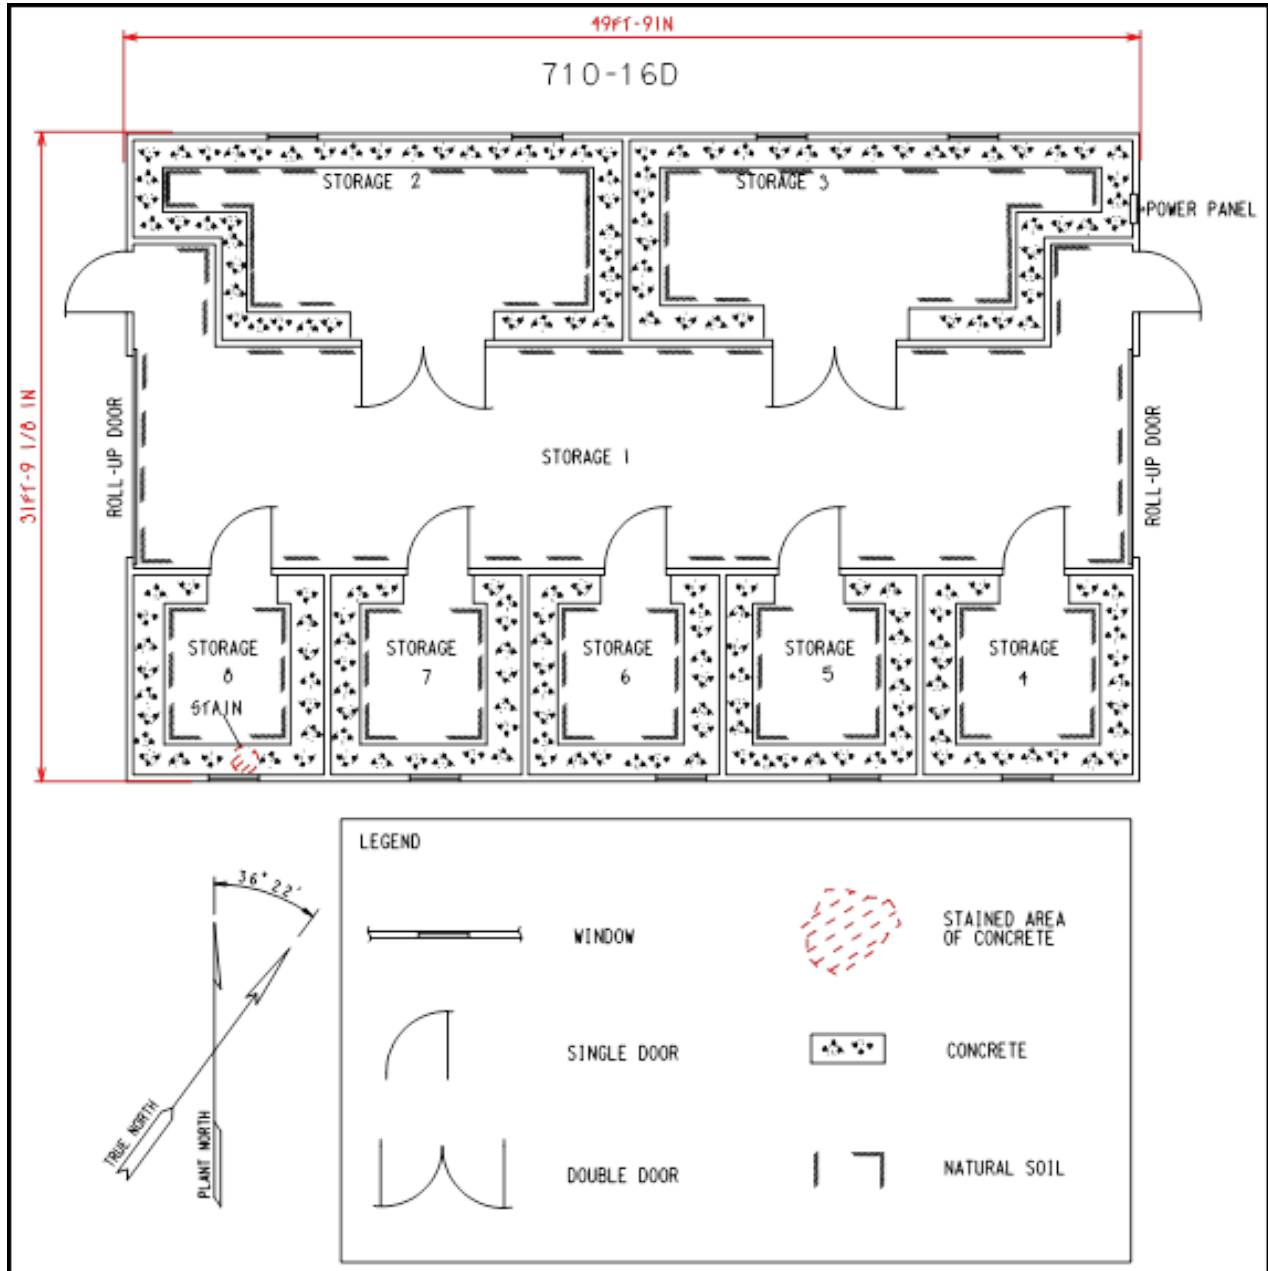 49FT-9IN
710-16D
STORAGE 2
STORAGE 3
POWER PANEL
31FT-9 1/8 IN
ROLL-UP DOOR
STORAGE 1
ROLL-UP DOOR
STORAGE
8
STORAGE
7
STORAGE
6
STORAGE
5
STORAGE
4
STAIN
LEGEND
36° 22'
WINDOW
STAINED AREA
OF CONCRETE
SINGLE DOOR
CONCRETE
TRUE NORTH
PLANT NORTH
DOUBLE DOOR
NATURAL SOIL